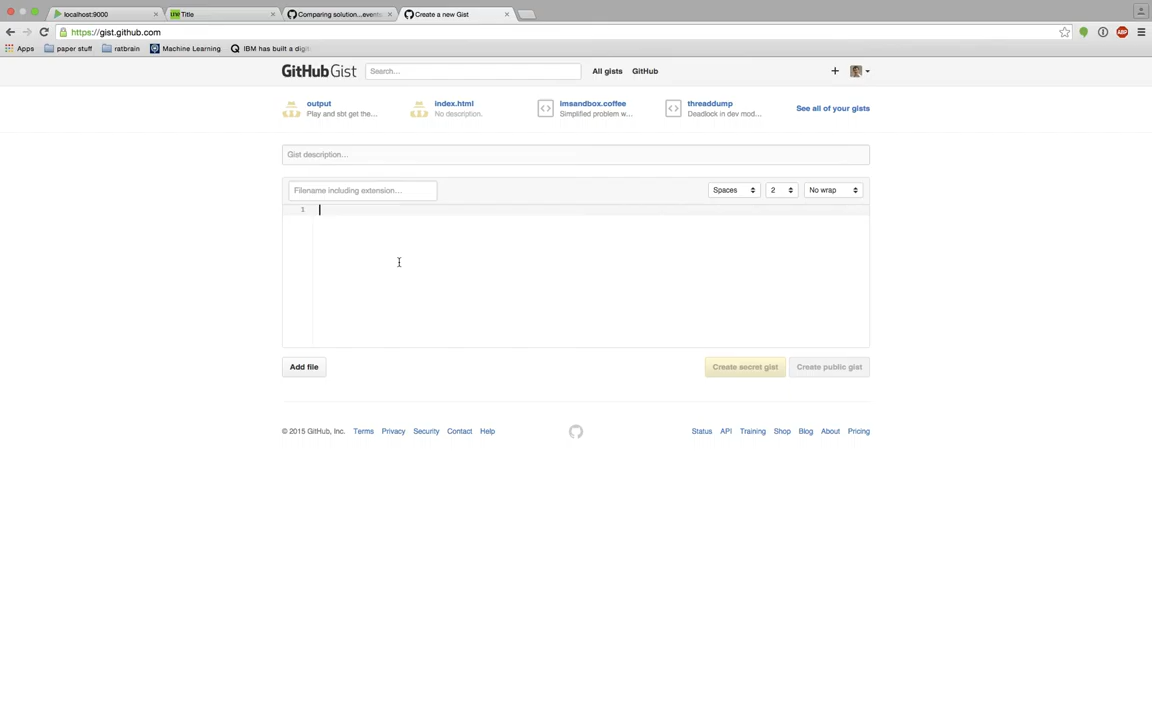 localhost:9000
une Title
Comparing solution...event
Create a new Gist
https://gist.github.com
Apps paper stuff ratbrain Machine Learning IBM has built a digi
GitHub Gist Search... All gists GitHub
output index.html lmsandbox.coffee threaddump See all of your gists
Play and sbt get the... No description. Simplified problem w... Deadlock in dev mod...
Gist description...
Filename including extension... Spaces 2 No wrap
1
Add file Create secret gist Create public gist
© 2015 GitHub, Inc. Terms Privacy Security Contact Help Status API Training Shop Blog About Pricing